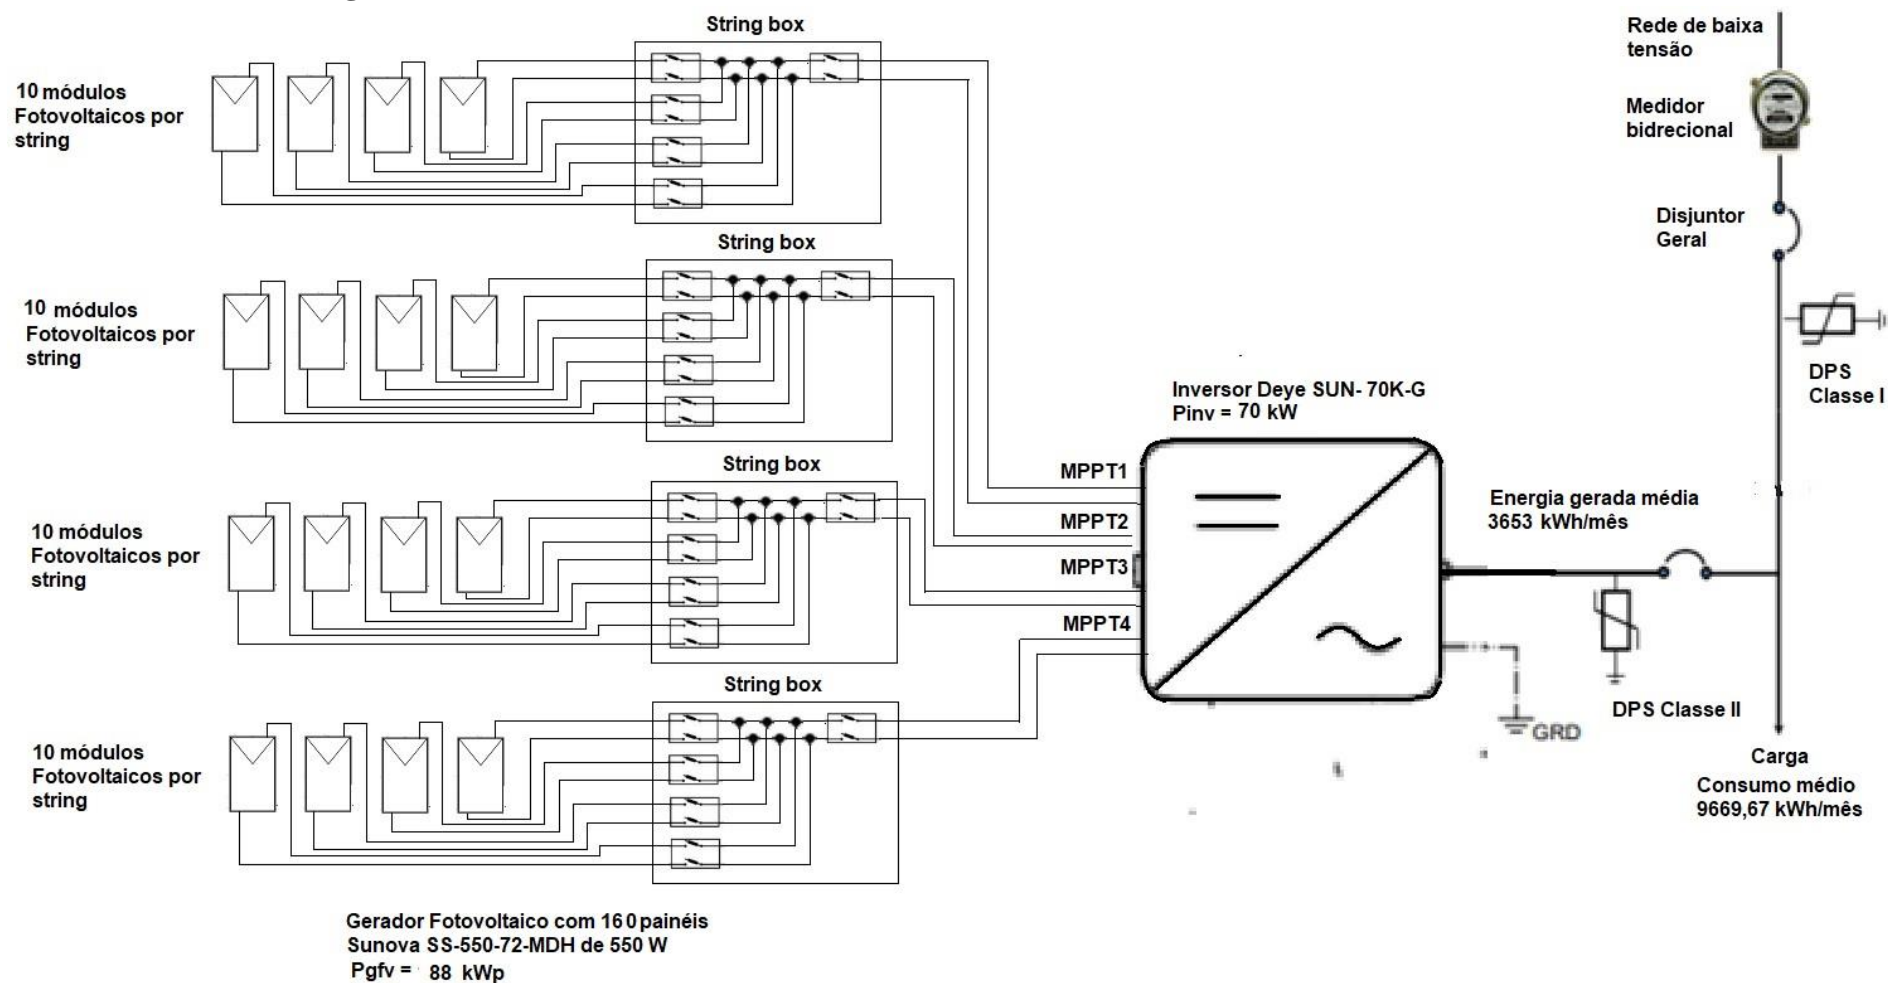 String box
10 módulos
Fotovoltaicos por
string
String box
10 módulos
Fotovoltaicos por
string
String box
10 módulos
Fotovoltaicos por
string
String box
10 módulos
Fotovoltaicos por
string
Gerador Fotovoltaico com 160 painéis
Sunova SS-550-72-MDH de 550 W
Pgfv = 88 kWp
MPPT1
MPPT2
MPPT3
MPPT4
Inversor Deye SUN- 70K-G
Pinv = 70 kW
GRD
Energia gerada média
3653 kWh/mês
DPS Classe II
Rede de baixa
tensão
Medidor
bidrecional
Disjuntor
Geral
DPS
Classe I
Carga
Consumo médio
9669,67 kWh/mês